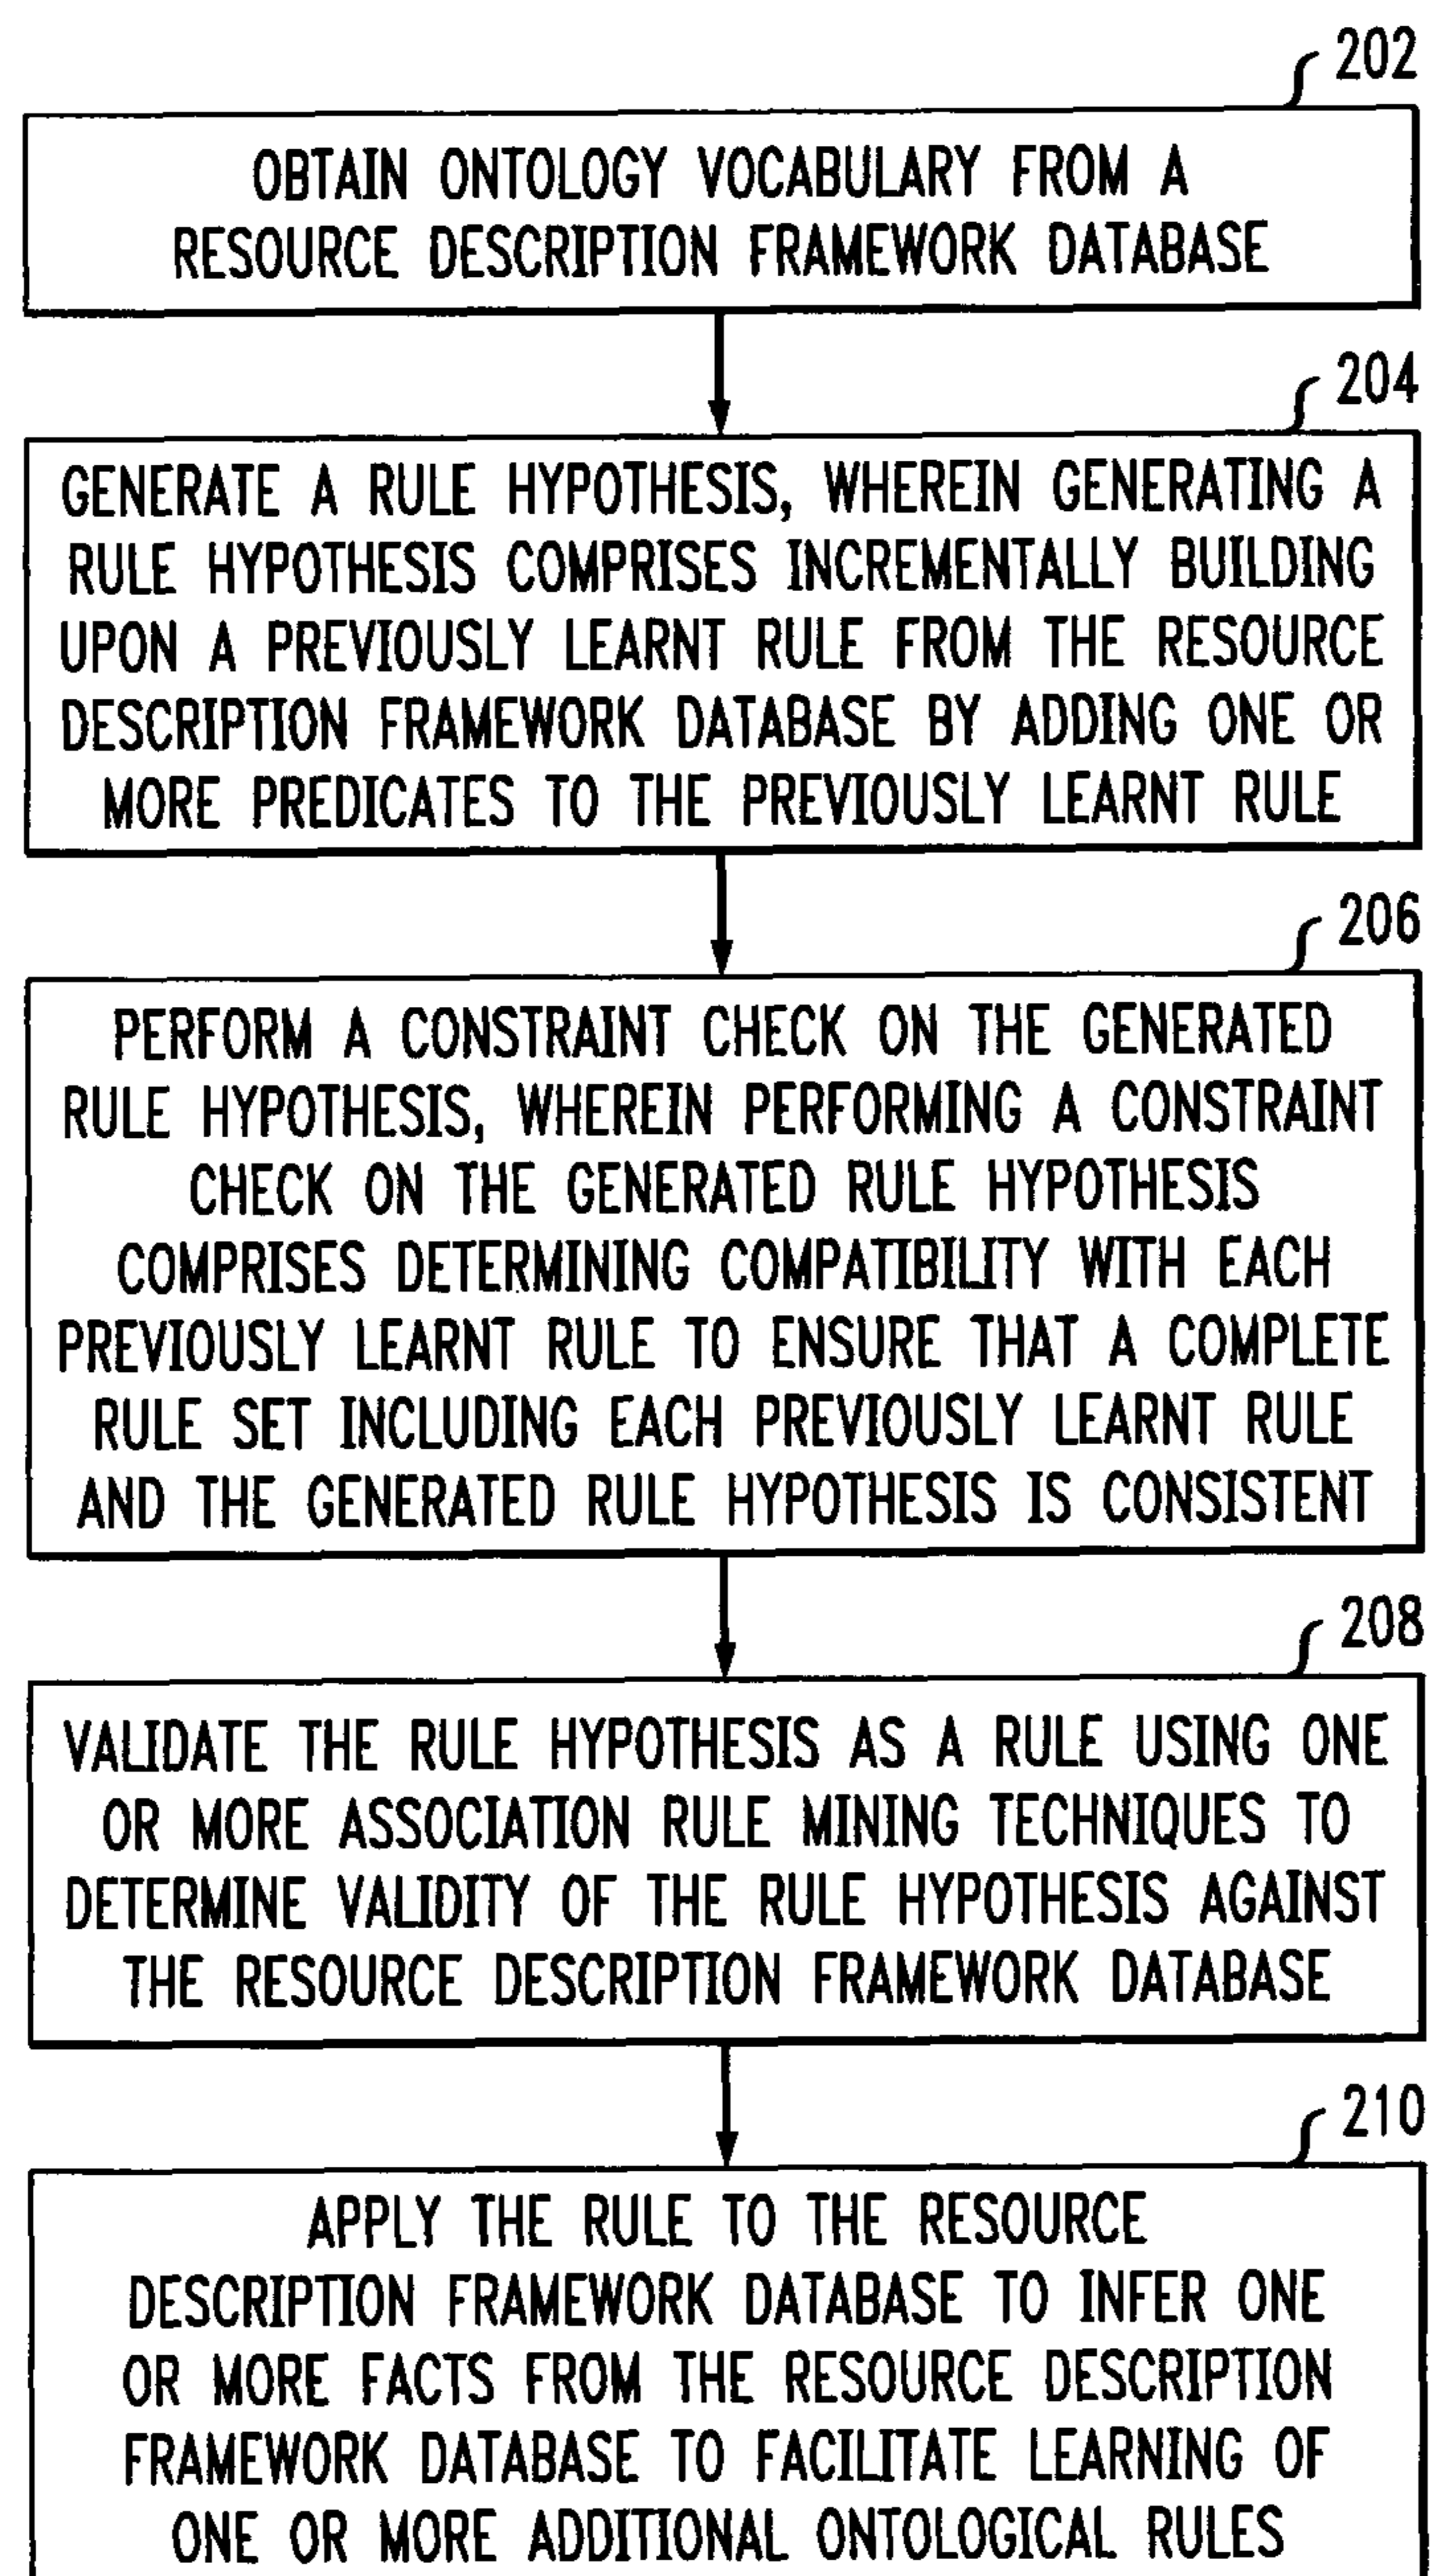 202
OBTAIN ONTOLOGY VOCABULARY FROM A
RESOURCE DESCRIPTION FRAMEWORK DATABASE
204
GENERATE A RULE HYPOTHESIS, WHEREIN GENERATING A
RULE HYPOTHESIS COMPRISES INCREMENTALLY BUILDING
UPON A PREVIOUSLY LEARNT RULE FROM THE RESOURCE
DESCRIPTION FRAMEWORK DATABASE BY ADDING ONE OR
MORE PREDICATES TO THE PREVIOUSLY LEARNT RULE
206
PERFORM A CONSTRAINT CHECK ON THE GENERATED
RULE HYPOTHESIS, WHEREIN PERFORMING A CONSTRAINT
CHECK ON THE GENERATED RULE HYPOTHESIS
COMPRISES DETERMINING COMPATIBILITY WITH EACH
PREVIOUSLY LEARNT RULE TO ENSURE THAT A COMPLETE
RULE SET INCLUDING EACH PREVIOUSLY LEARNT RULE
AND THE GENERATED RULE HYPOTHESIS IS CONSISTENT
208
VALIDATE THE RULE HYPOTHESIS AS A RULE USING ONE
OR MORE ASSOCIATION RULE MINING TECHNIQUES TO
DETERMINE VALIDITY OF THE RULE HYPOTHESIS AGAINST
THE RESOURCE DESCRIPTION FRAMEWORK DATABASE
210
APPLY THE RULE TO THE RESOURCE
DESCRIPTION FRAMEWORK DATABASE TO INFER ONE
OR MORE FACTS FROM THE RESOURCE DESCRIPTION
FRAMEWORK DATABASE TO FACILITATE LEARNING OF
ONE OR MORE ADDITIONAL ONTOLOGICAL RULES